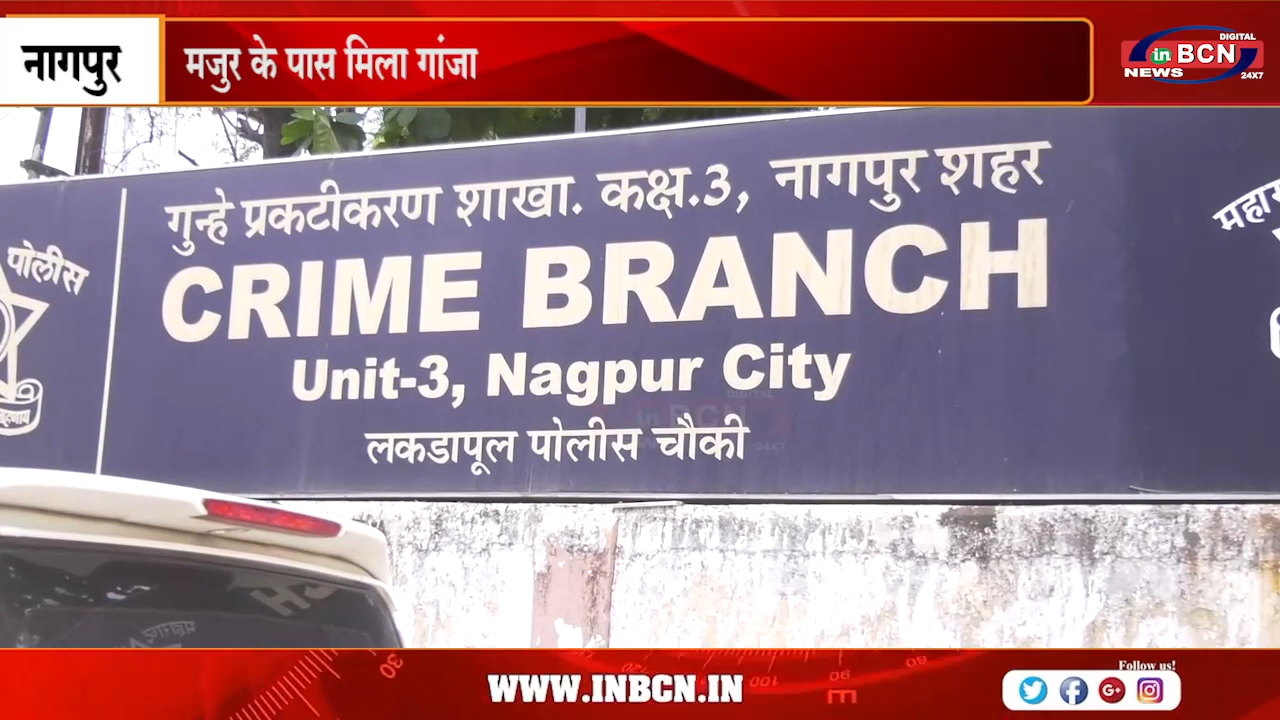 नागपुर
मजुर के पास मिला गांजा
DIGITAL
in BCN
NEWS 24X7
पोलीस
गुन्हे प्रकटीकरण शाखा. कक्ष.3, नागपुर शहर
CRIME BRANCH
Unit-3, Nagpur City
लकडापूल पोलीस चौकी
WWW.INBCN.IN
Follow us!